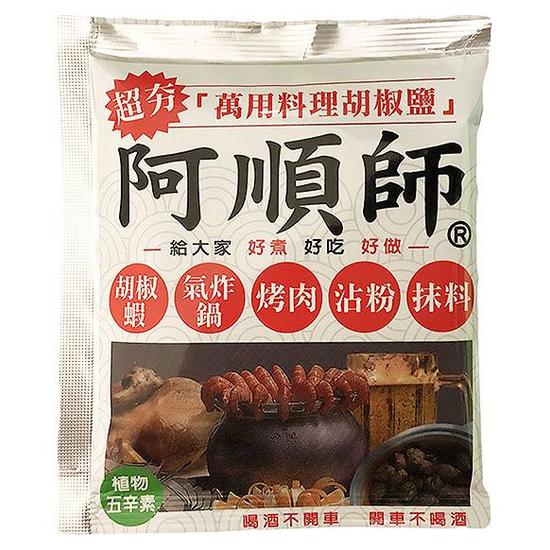 超夯
「萬用料理胡椒鹽」
阿順師®
—給大家 好煮 好吃 好做—
胡椒蝦
氣炸鍋
烤肉
沾粉
抹料
植物五辛素
喝酒不開車 開車不喝酒